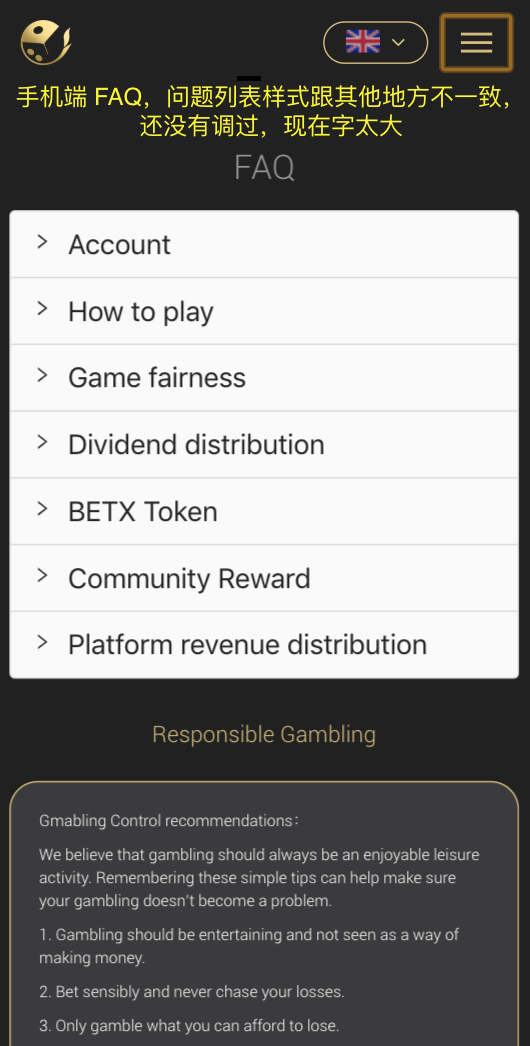 手机端 FAQ，问题列表样式跟其他地方不一致，
还没有调过，现在字太大
FAQ
Account
How to play
Game fairness
Dividend distribution
BETX Token
Community Reward
Platform revenue distribution
Responsible Gambling
Gmabling Control recommendations：
We believe that gambling should always be an enjoyable leisure
activity. Remembering these simple tips can help make sure
your gambling doesn't become a problem.
1. Gambling should be entertaining and not seen as a way of
making money.
2. Bet sensibly and never chase your losses.
3. Only gamble what you can afford to lose.